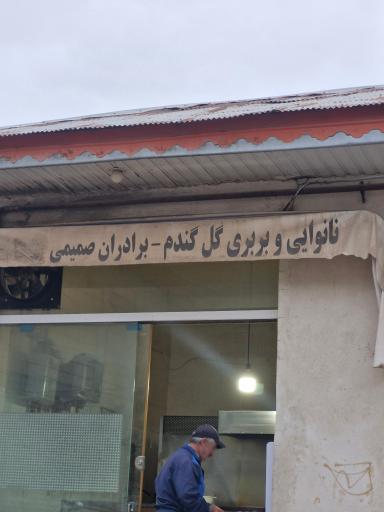 نانوایی و بربری گل گندم - برادران صمیمی